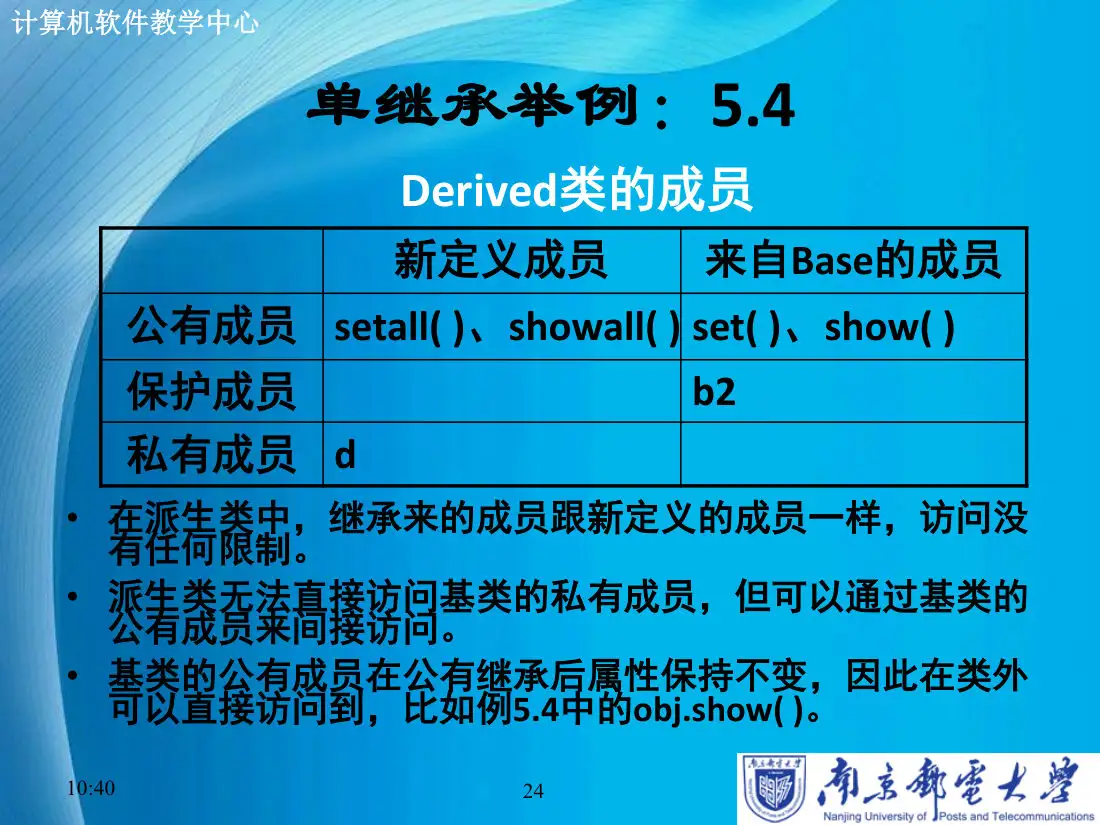 计算机软件教学中心
单继承举例：5.4
Derived类的成员
新定义成员 来自Base的成员
公有成员 setall( )、showall( ) set( )、show( )
保护成员 b2
私有成员 d
• 在派生类中，继承来的成员跟新定义的成员一样，访问没
有任何限制。
• 派生类无法直接访问基类的私有成员，但可以通过基类的
公有成员来间接访问。
• 基类的公有成员在公有继承后属性保持不变，因此在类外
可以直接访问到，比如例5.4中的obj.show( )。
10:40
24
南京邮电大学
Nanjing University of Posts and Telecommunications